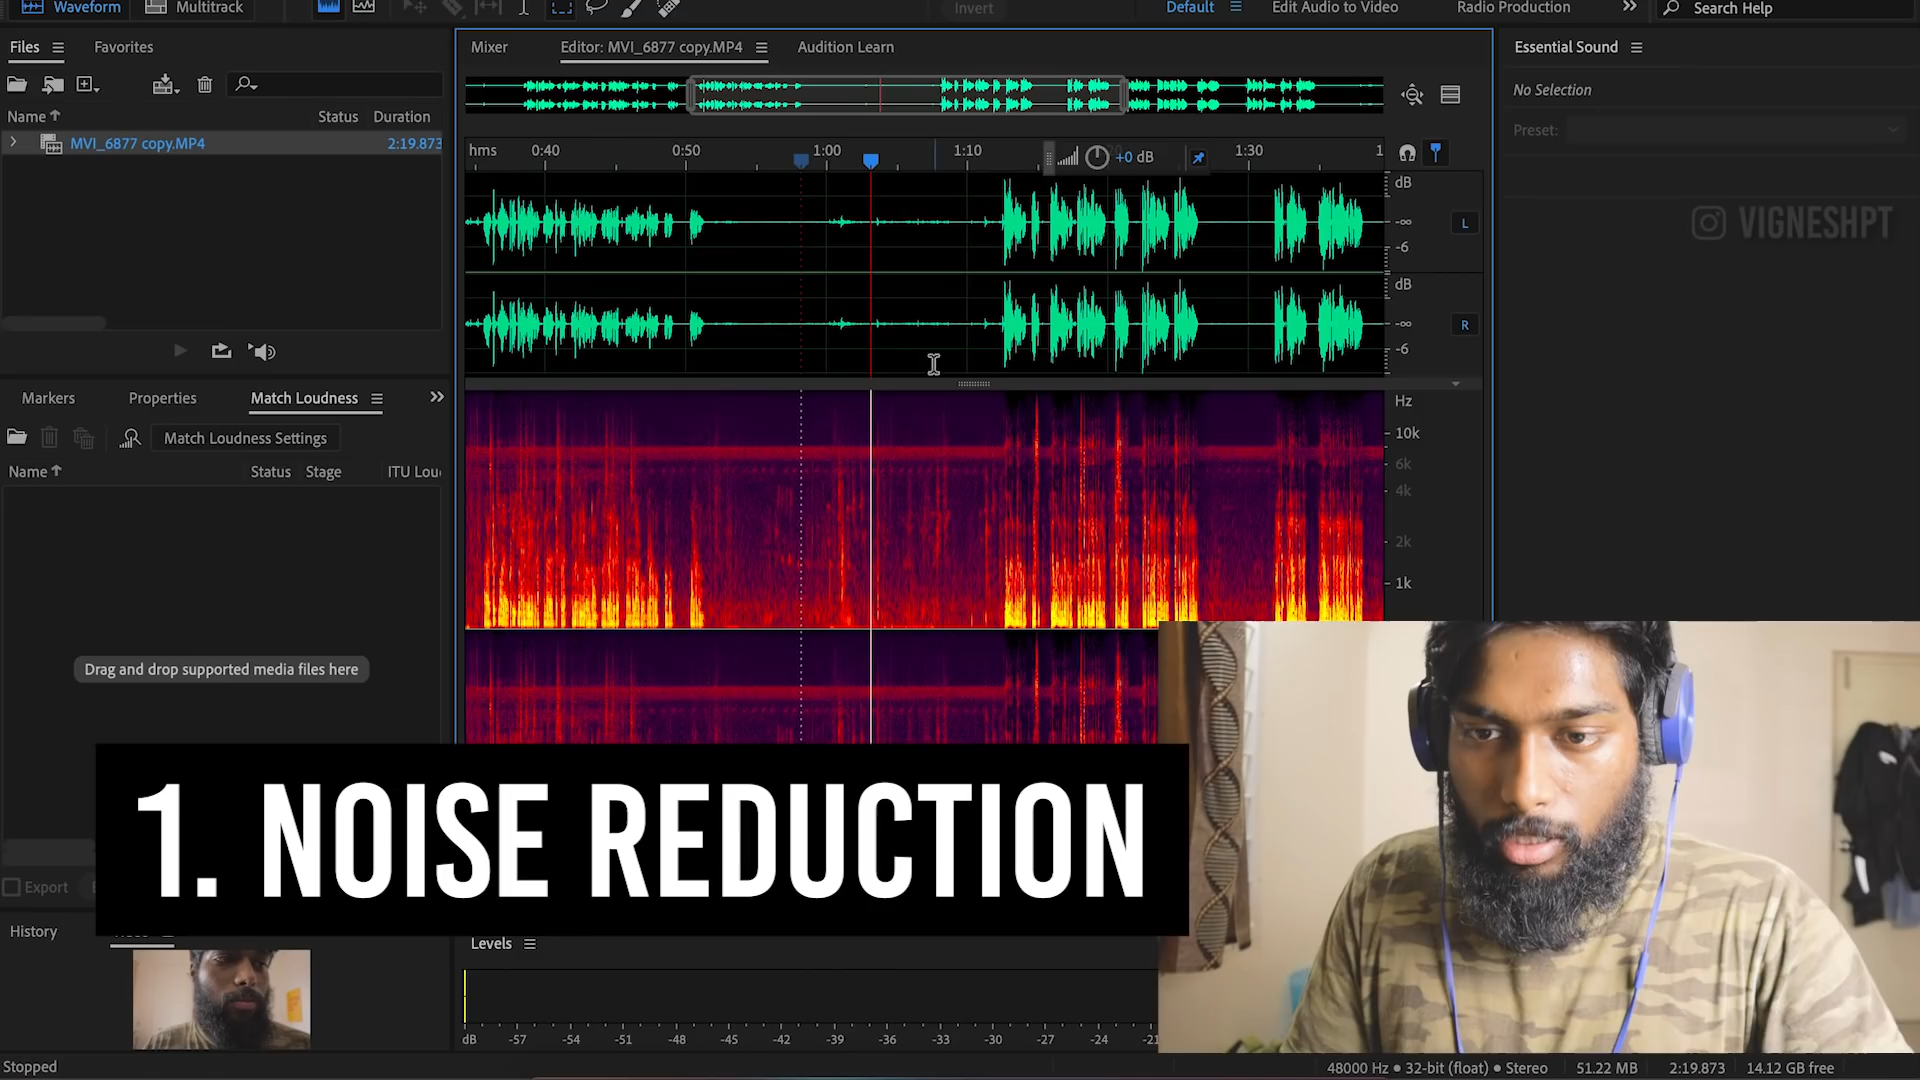 Waveform
Multitrack
Invert
Default
Edit Audio to Video
Radio Production
Search Help
Files
Favorites
Name
Status
Duration
MVI_6877 copy.MP4
2:19.873
Mixer
Editor: MVI_6877 copy.MP4
Audition Learn
hms
0:40
0:50
1:00
1:10
+0 dB
1:30
1
dB
-∞
-6
L
dB
-∞
-6
R
Hz
10k
6k
4k
2k
1k
Essential Sound
No Selection
Preset:
VIGNESHPT
Markers
Properties
Match Loudness
Match Loudness Settings
Name
Status
Stage
ITU Lou
Drag and drop supported media files here
Export
1. NOISE REDUCTION
History
Levels
dB
-57
-54
-51
-48
-45
-42
-39
-36
-33
-30
-27
-24
-21
Stopped
48000 Hz • 32-bit (float) • Stereo
51.22 MB
2:19.873
14.12 GB free